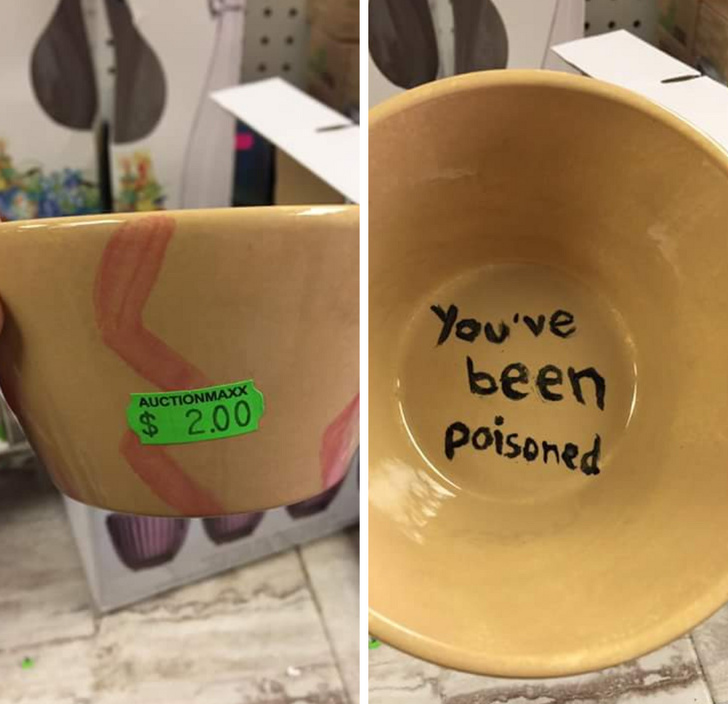 AUCTIONMAXX
$ 2.00
You've
been
poisoned